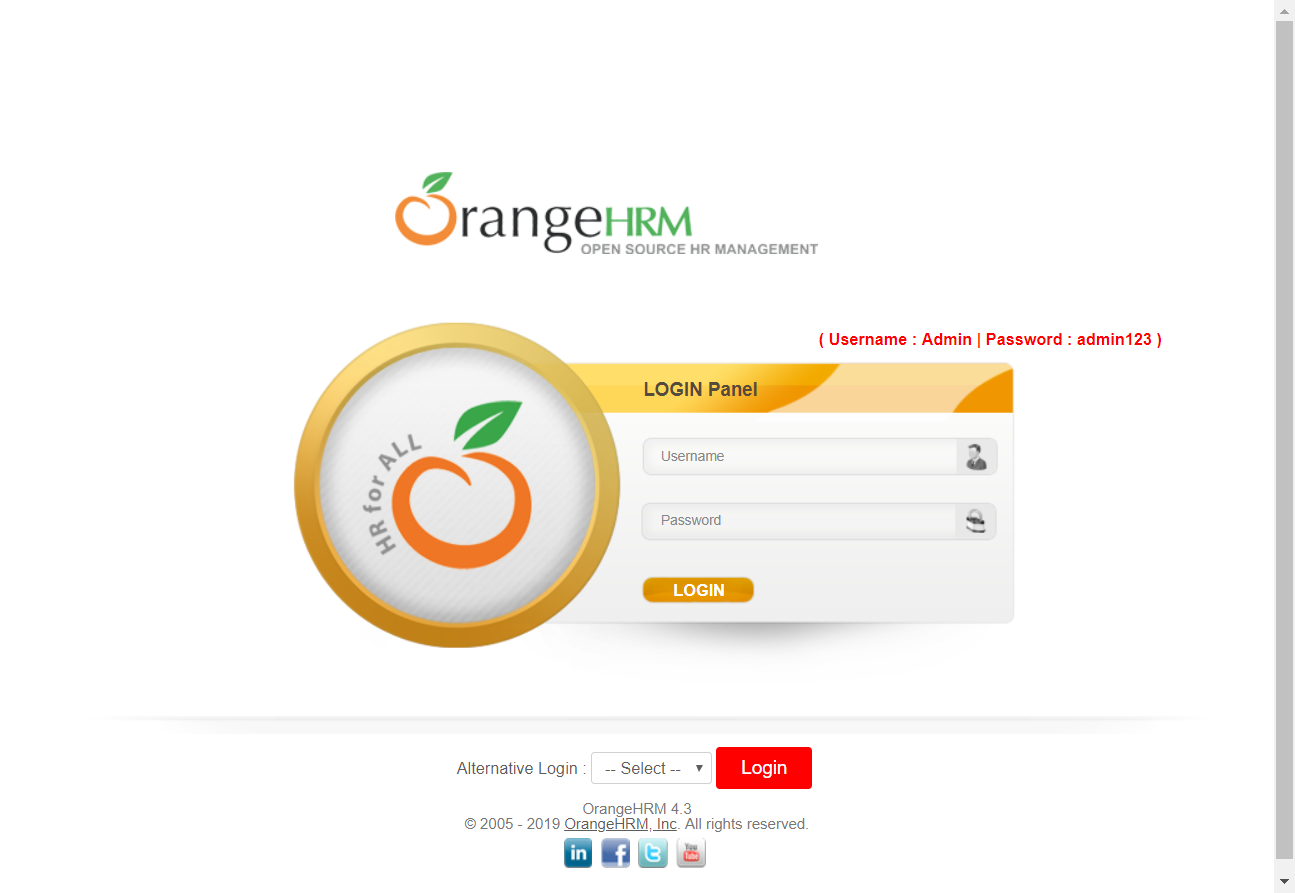 OrangeHRM
OPEN SOURCE HR MANAGEMENT
( Username : Admin | Password : admin123 )
LOGIN Panel
HR for ALL
Username
Password
LOGIN
Alternative Login : -- Select -- Login
OrangeHRM 4.3
© 2005 - 2019 OrangeHRM, Inc. All rights reserved.
in f t You Tube